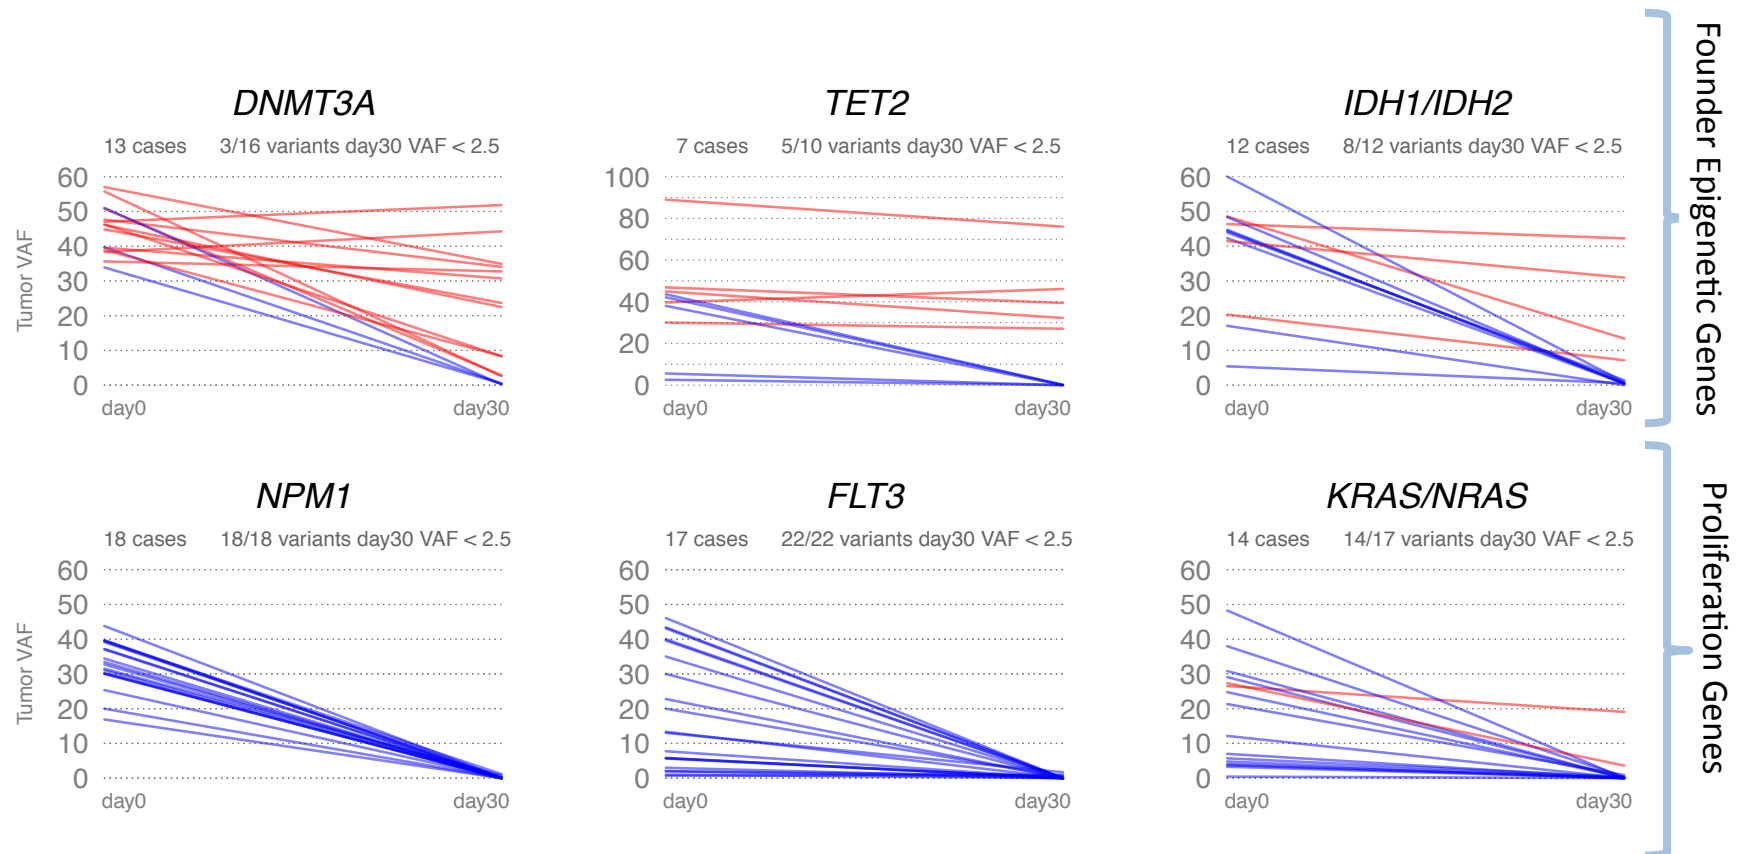 DNMT3A
13 cases 3/16 variants day30 VAF < 2.5
60
50
40
30
20
10
0
Tumor VAF
day0 day30
TET2
7 cases 5/10 variants day30 VAF < 2.5
100
80
60
40
20
0
day0 day30
IDH1/IDH2
12 cases 8/12 variants day30 VAF < 2.5
60
50
40
30
20
10
0
day0 day30
Founder Epigenetic Genes
NPM1
18 cases 18/18 variants day30 VAF < 2.5
60
50
40
30
20
10
0
Tumor VAF
day0 day30
FLT3
17 cases 22/22 variants day30 VAF < 2.5
60
50
40
30
20
10
0
day0 day30
KRAS/NRAS
14 cases 14/17 variants day30 VAF < 2.5
60
50
40
30
20
10
0
day0 day30
Proliferation Genes